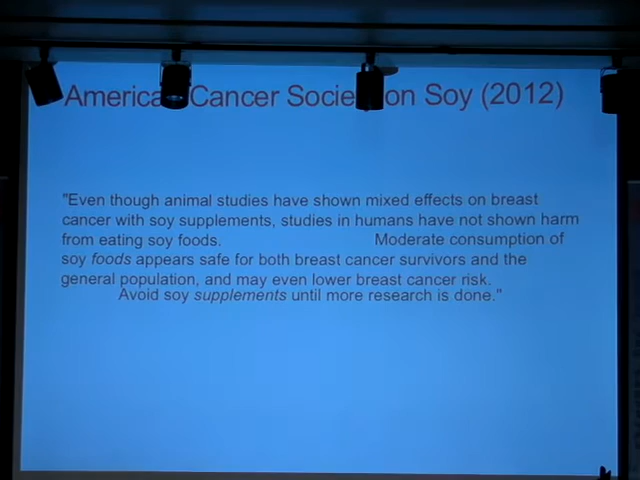 America Cancer Socie on Soy (2012)
"Even though animal studies have shown mixed effects on breast
cancer with soy supplements, studies in humans have not shown harm
from eating soy foods. Moderate consumption of
soy foods appears safe for both breast cancer survivors and the
general population, and may even lower breast cancer risk.
Avoid soy supplements until more research is done."